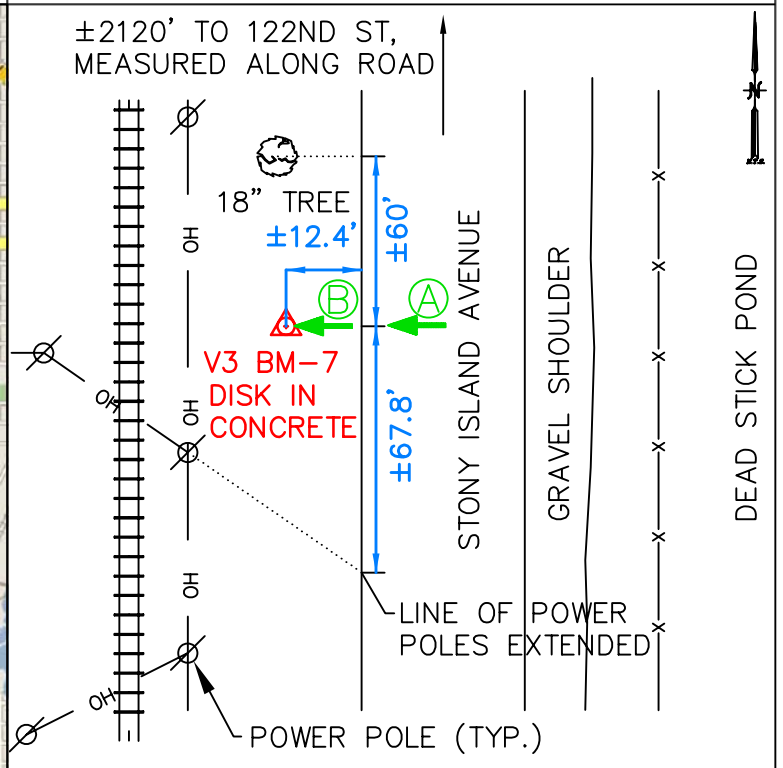 ±2120' TO 122ND ST,
MEASURED ALONG ROAD
N
18" TREE
±12.4'
±60'
B
A
V3 BM-7
DISK IN
CONCRETE
±67.8'
OH
OH
OH
OH
OH
STONY ISLAND AVENUE
GRAVEL SHOULDER
DEAD STICK POND
LINE OF POWER
POLES EXTENDED
POWER POLE (TYP.)